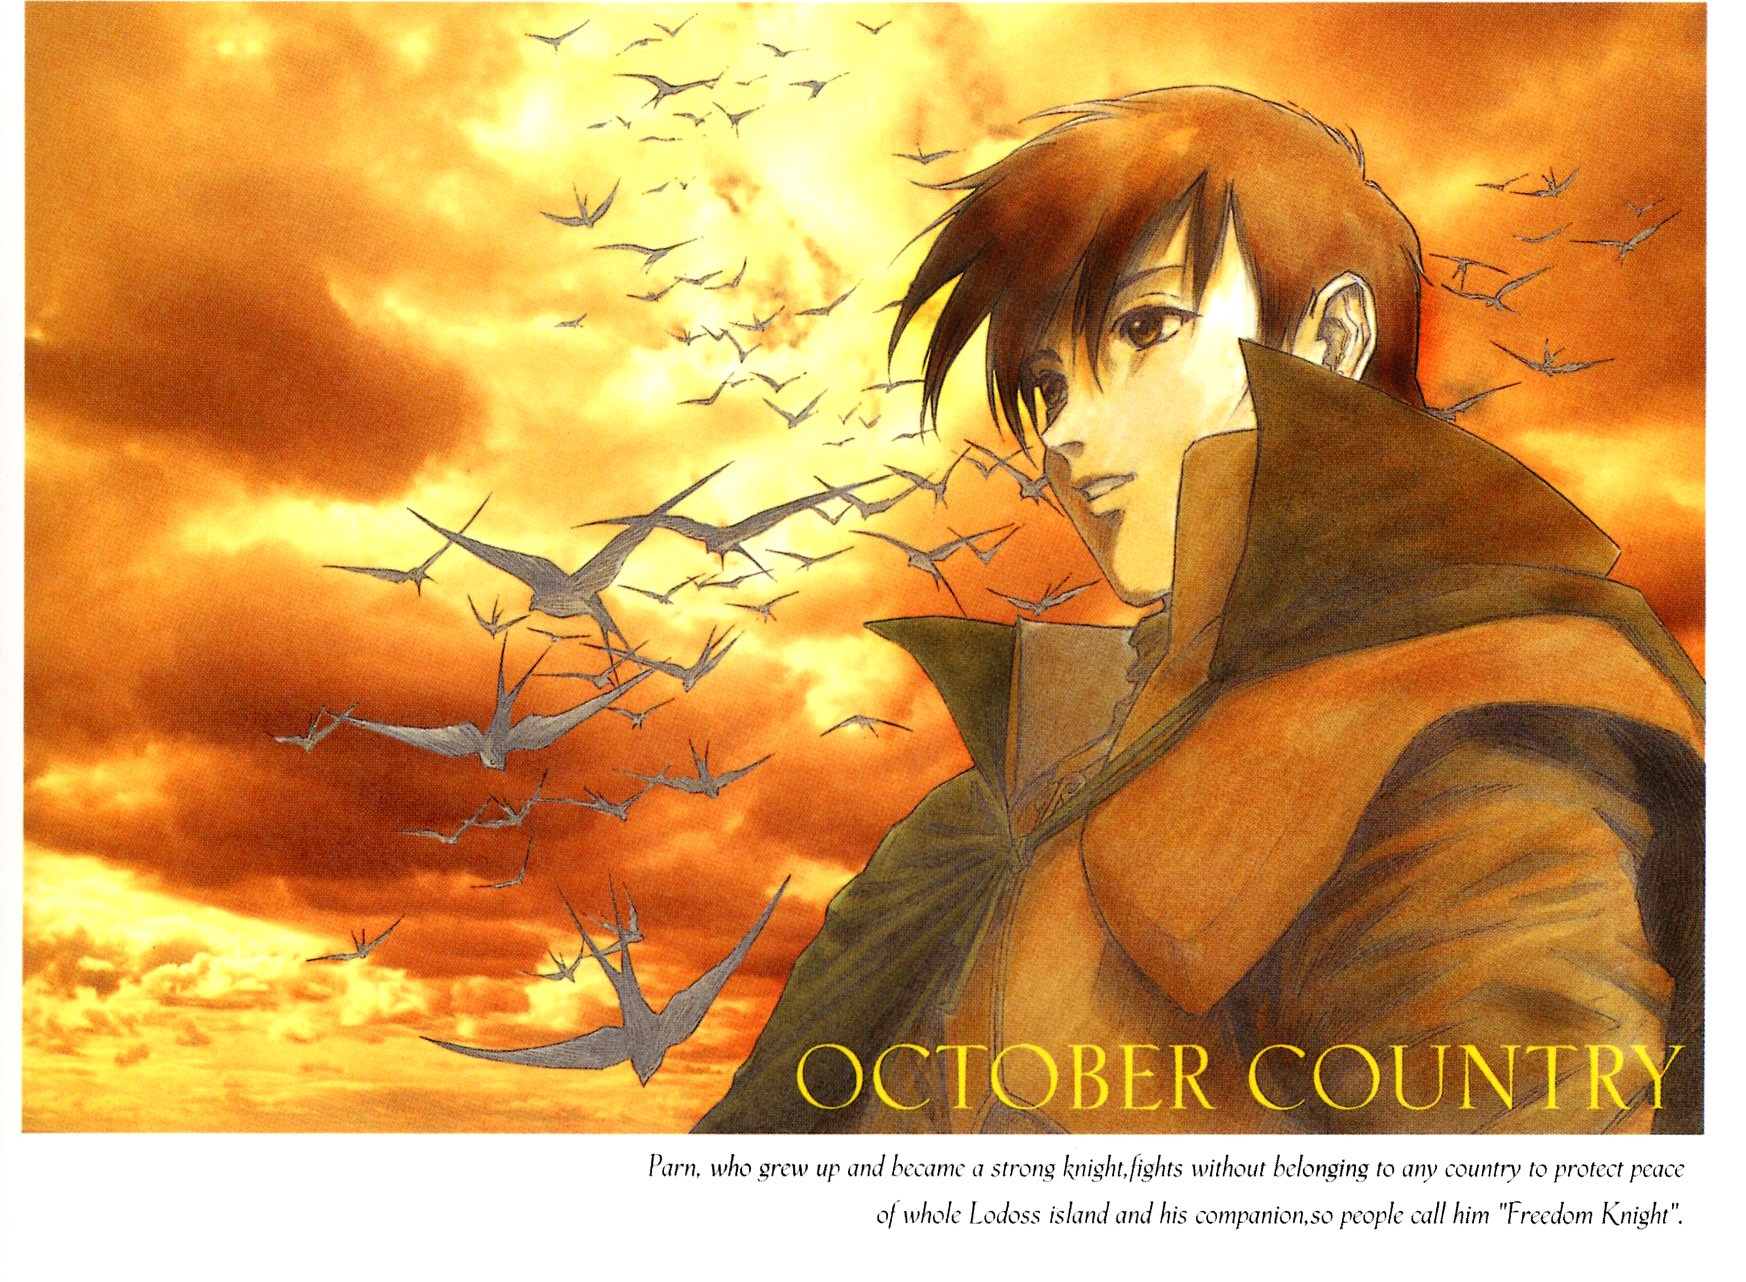 OCTOBER COUNTRY
Parn, who grew up and became a strong knight,fights without belonging to any country to protect peace
of whole Lodoss island and his companion,so people call him "Freedom Knight".